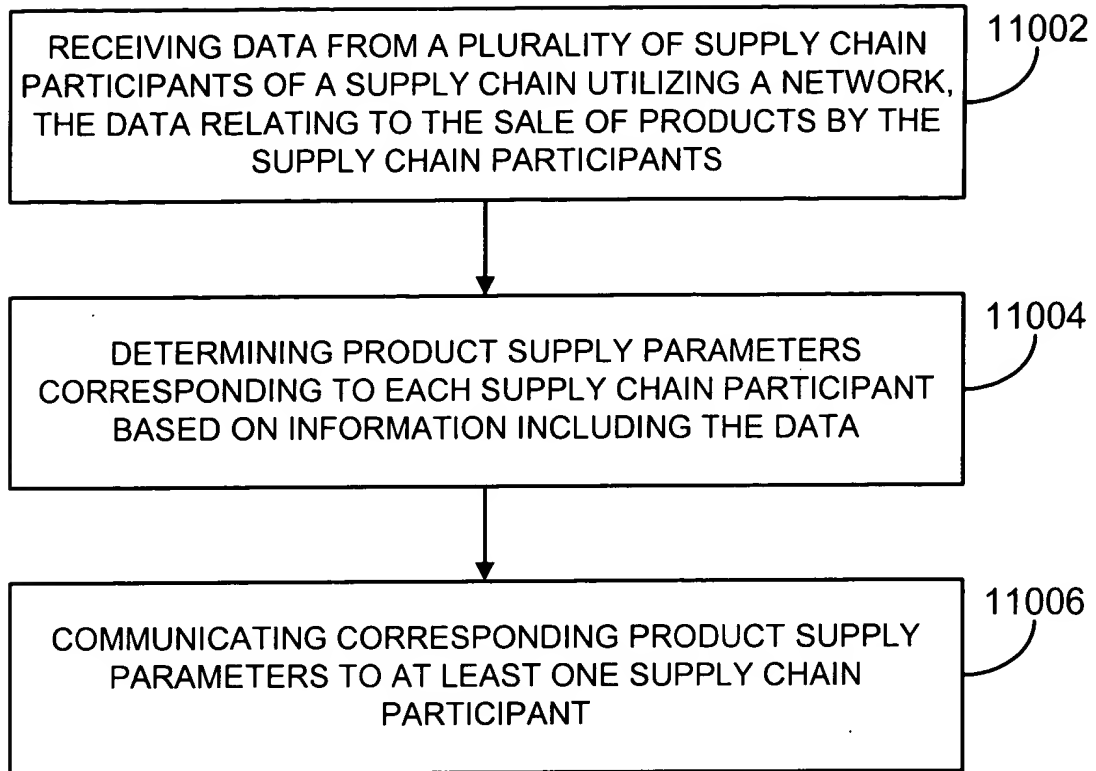 RECEIVING DATA FROM A PLURALITY OF SUPPLY CHAIN
PARTICIPANTS OF A SUPPLY CHAIN UTILIZING A NETWORK,
THE DATA RELATING TO THE SALE OF PRODUCTS BY THE
SUPPLY CHAIN PARTICIPANTS
11002
DETERMINING PRODUCT SUPPLY PARAMETERS
CORRESPONDING TO EACH SUPPLY CHAIN PARTICIPANT
BASED ON INFORMATION INCLUDING THE DATA
11004
COMMUNICATING CORRESPONDING PRODUCT SUPPLY
PARAMETERS TO AT LEAST ONE SUPPLY CHAIN
PARTICIPANT
11006